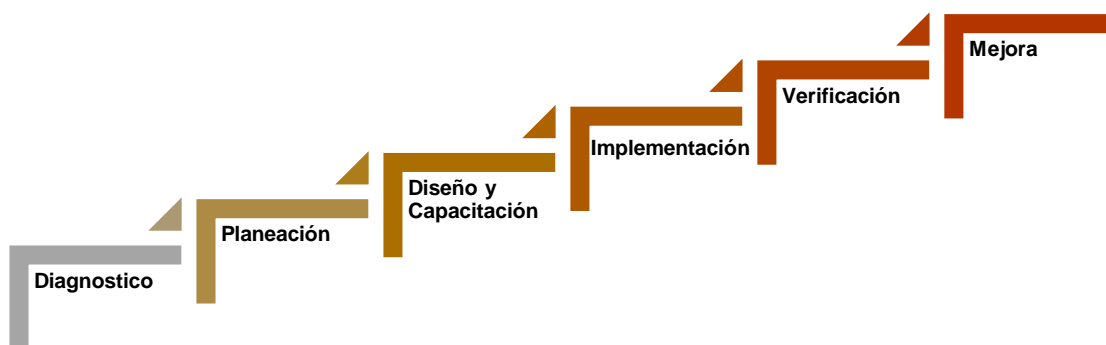 Diagnostico
Planeación
Diseño y
Capacitación
Implementación
Verificación
Mejora